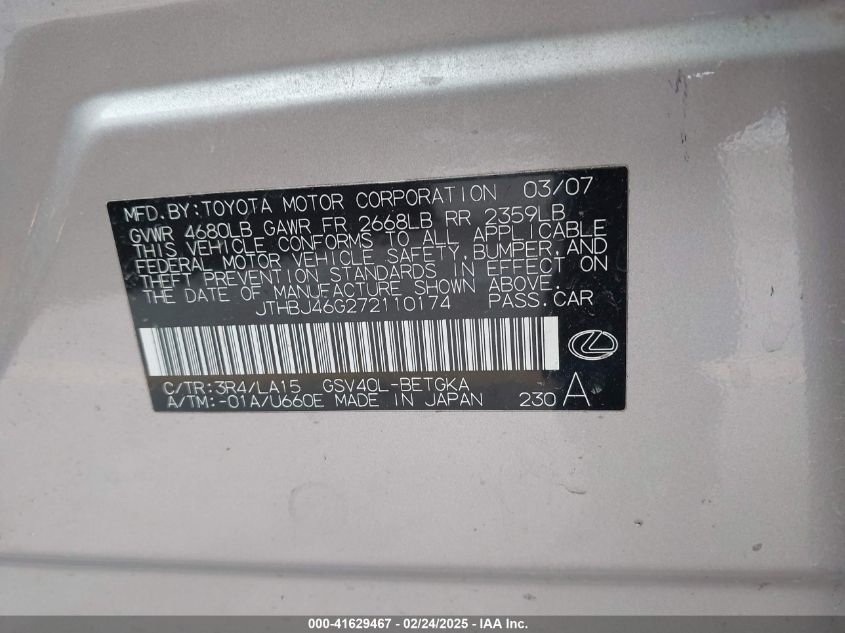 MFD.BY:TOYOTA MOTOR CORPORATION 03/07
GVWR 4680LB GAWR FR 2668LB RR 2359LB
THIS VEHICLE CONFORMS TO ALL APPLICABLE
FEDERAL MOTOR VEHICLE SAFETY,BUMPER,AND
THEFT PREVENTION STANDARDS IN EFFECT ON
THE DATE OF MANUFACTURE SHOWN ABOVE.
JTHBJ46G272110174 PASS.CAR
C/TR:3R4/LA15 GSV40L-BETGKA
A/TM:-01A/U660E MADE IN JAPAN 230 A
000-41629467 - 02/24/2025 - IAA Inc.